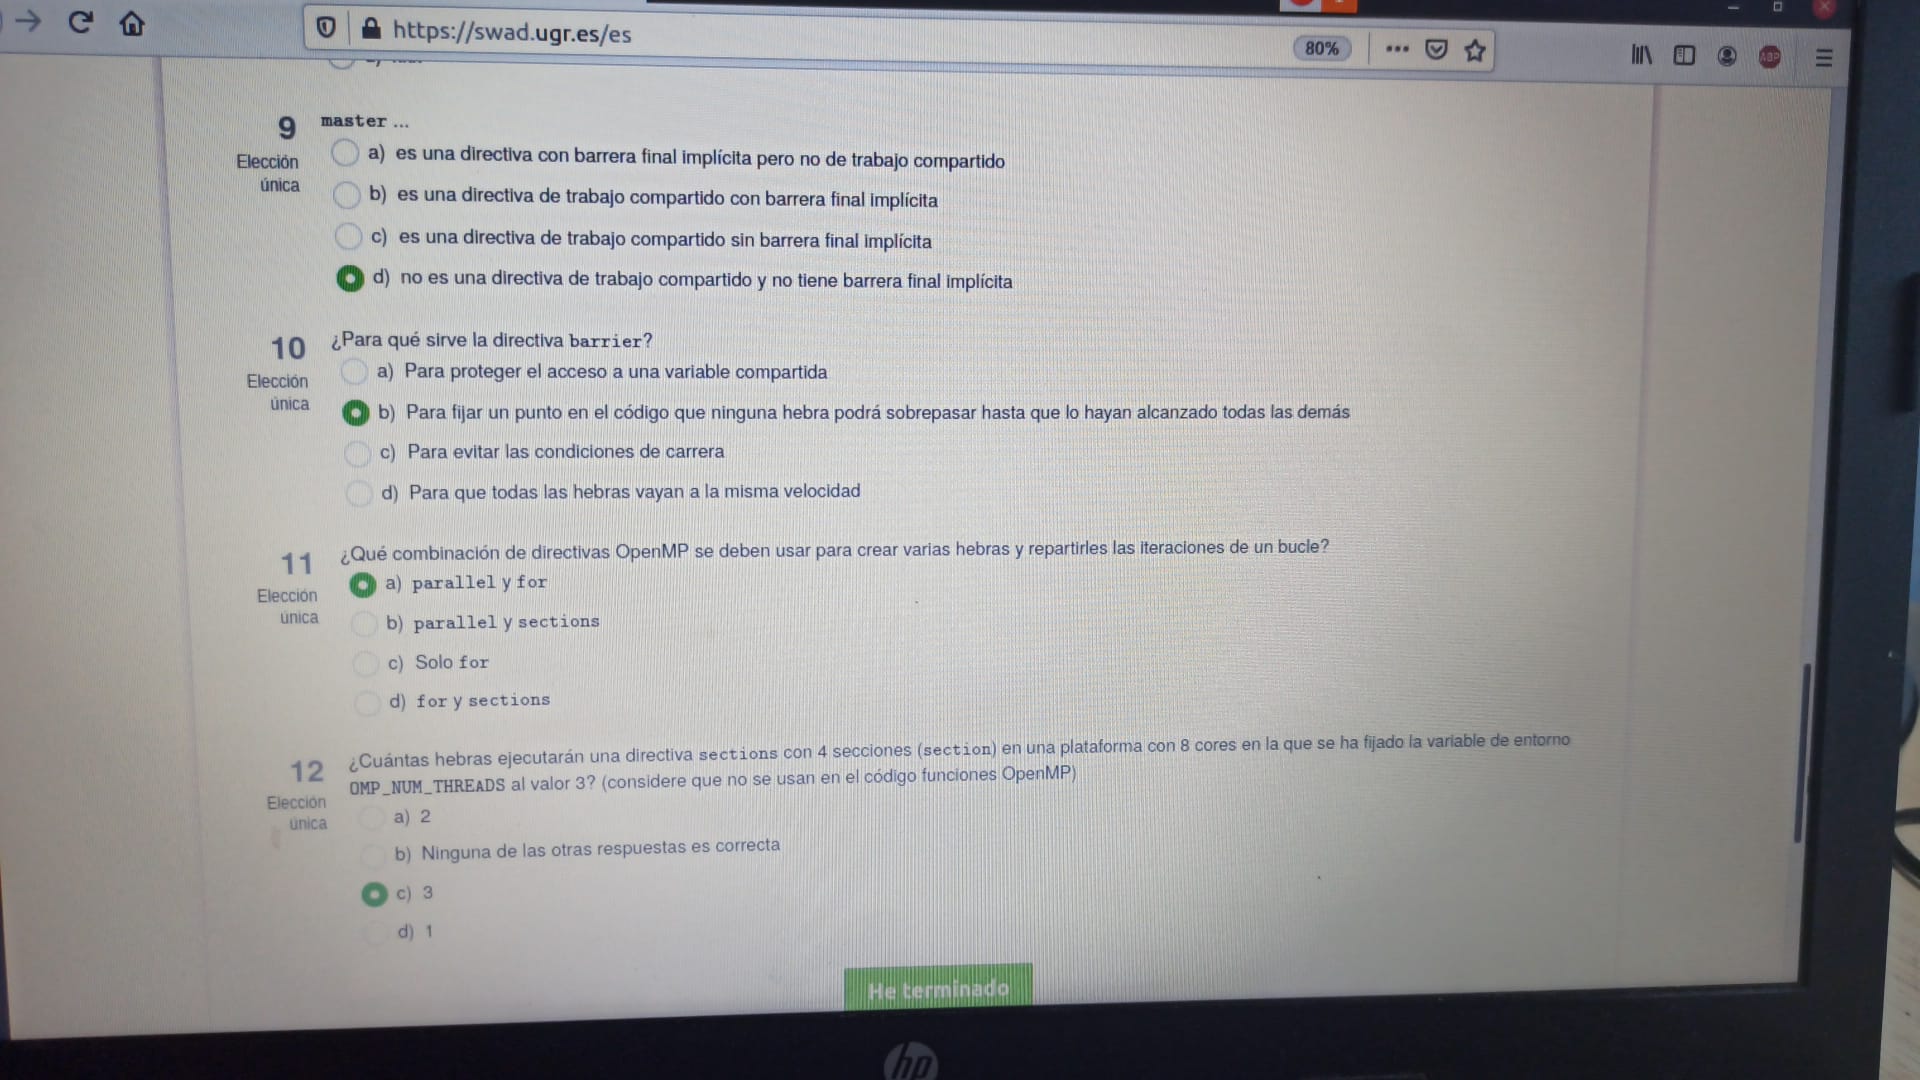 https://swad.ugr.es/es
80%
ABP
9
Elección
única
master ...
a) es una directiva con barrera final implícita pero no de trabajo compartido
b) es una directiva de trabajo compartido con barrera final implícita
c) es una directiva de trabajo compartido sin barrera final implícita
d) no es una directiva de trabajo compartido y no tiene barrera final implícita
10
Elección
única
¿Para qué sirve la directiva barrier?
a) Para proteger el acceso a una variable compartida
b) Para fijar un punto en el código que ninguna hebra podrá sobrepasar hasta que lo hayan alcanzado todas las demás
c) Para evitar las condiciones de carrera
d) Para que todas las hebras vayan a la misma velocidad
11
Elección
única
¿Qué combinación de directivas OpenMP se deben usar para crear varias hebras y repartirles las iteraciones de un bucle?
a) parallel y for
b) parallel y sections
c) Solo for
d) for y sections
12
Elección
única
¿Cuántas hebras ejecutarán una directiva sections con 4 secciones (section) en una plataforma con 8 cores en la que se ha fijado la variable de entorno
OMP_NUM_THREADS al valor 3? (considere que no se usan en el código funciones OpenMP)
a) 2
b) Ninguna de las otras respuestas es correcta
c) 3
d) 1
He terminado
hp